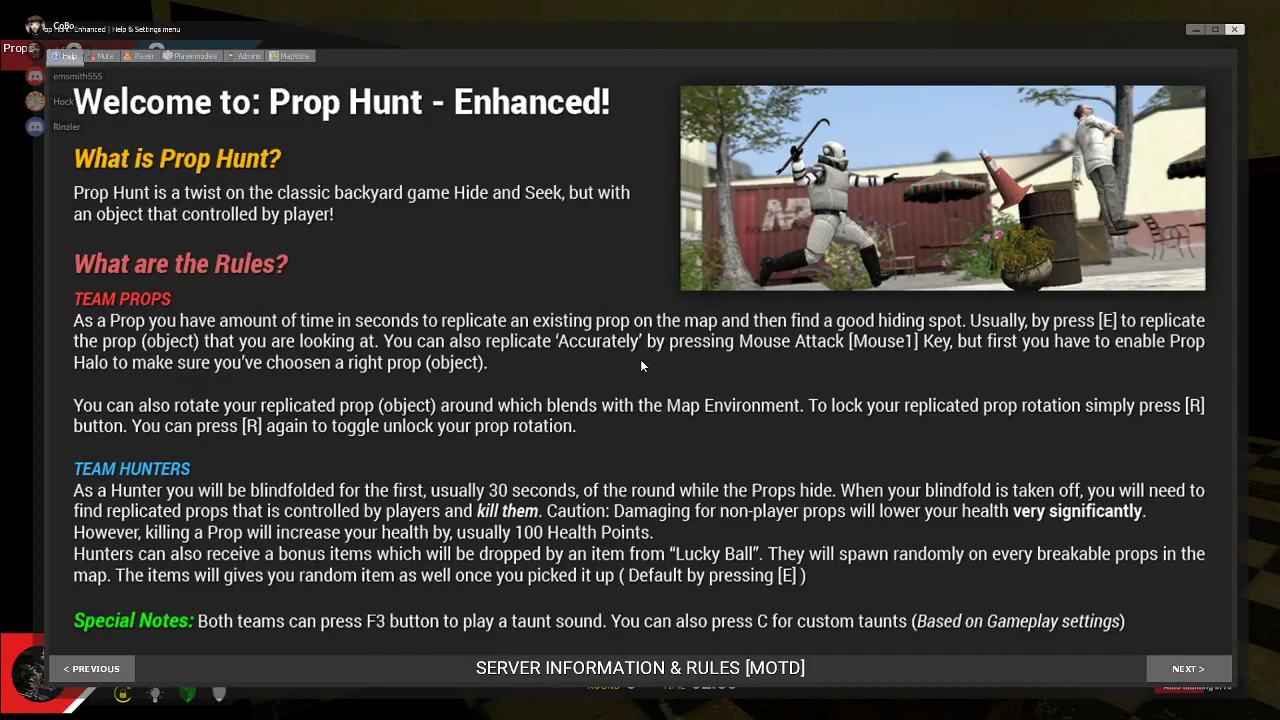 CoBo
op Hunt: Enhanced | Help & Settings menu
Props
Help Mute Player Playermodels Admins MapVote
emsmith555
Hock
Rinzler
Welcome to: Prop Hunt - Enhanced!
What is Prop Hunt?
Prop Hunt is a twist on the classic backyard game Hide and Seek, but with
an object that controlled by player!
What are the Rules?
TEAM PROPS
As a Prop you have amount of time in seconds to replicate an existing prop on the map and then find a good hiding spot. Usually, by press [E] to replicate
the prop (object) that you are looking at. You can also replicate ‘Accurately’ by pressing Mouse Attack [Mouse1] Key, but first you have to enable Prop
Halo to make sure you’ve choosen a right prop (object).
You can also rotate your replicated prop (object) around which blends with the Map Environment. To lock your replicated prop rotation simply press [R]
button. You can press [R] again to toggle unlock your prop rotation.
TEAM HUNTERS
As a Hunter you will be blindfolded for the first, usually 30 seconds, of the round while the Props hide. When your blindfold is taken off, you will need to
find replicated props that is controlled by players and kill them. Caution: Damaging for non-player props will lower your health very significantly.
However, killing a Prop will increase your health by, usually 100 Health Points.
Hunters can also receive a bonus items which will be dropped by an item from “Lucky Ball”. They will spawn randomly on every breakable props in the
map. The items will gives you random item as well once you picked it up ( Default by pressing [E] )
Special Notes: Both teams can press F3 button to play a taunt sound. You can also press C for custom taunts (Based on Gameplay settings)
< PREVIOUS
SERVER INFORMATION & RULES [MOTD]
NEXT >